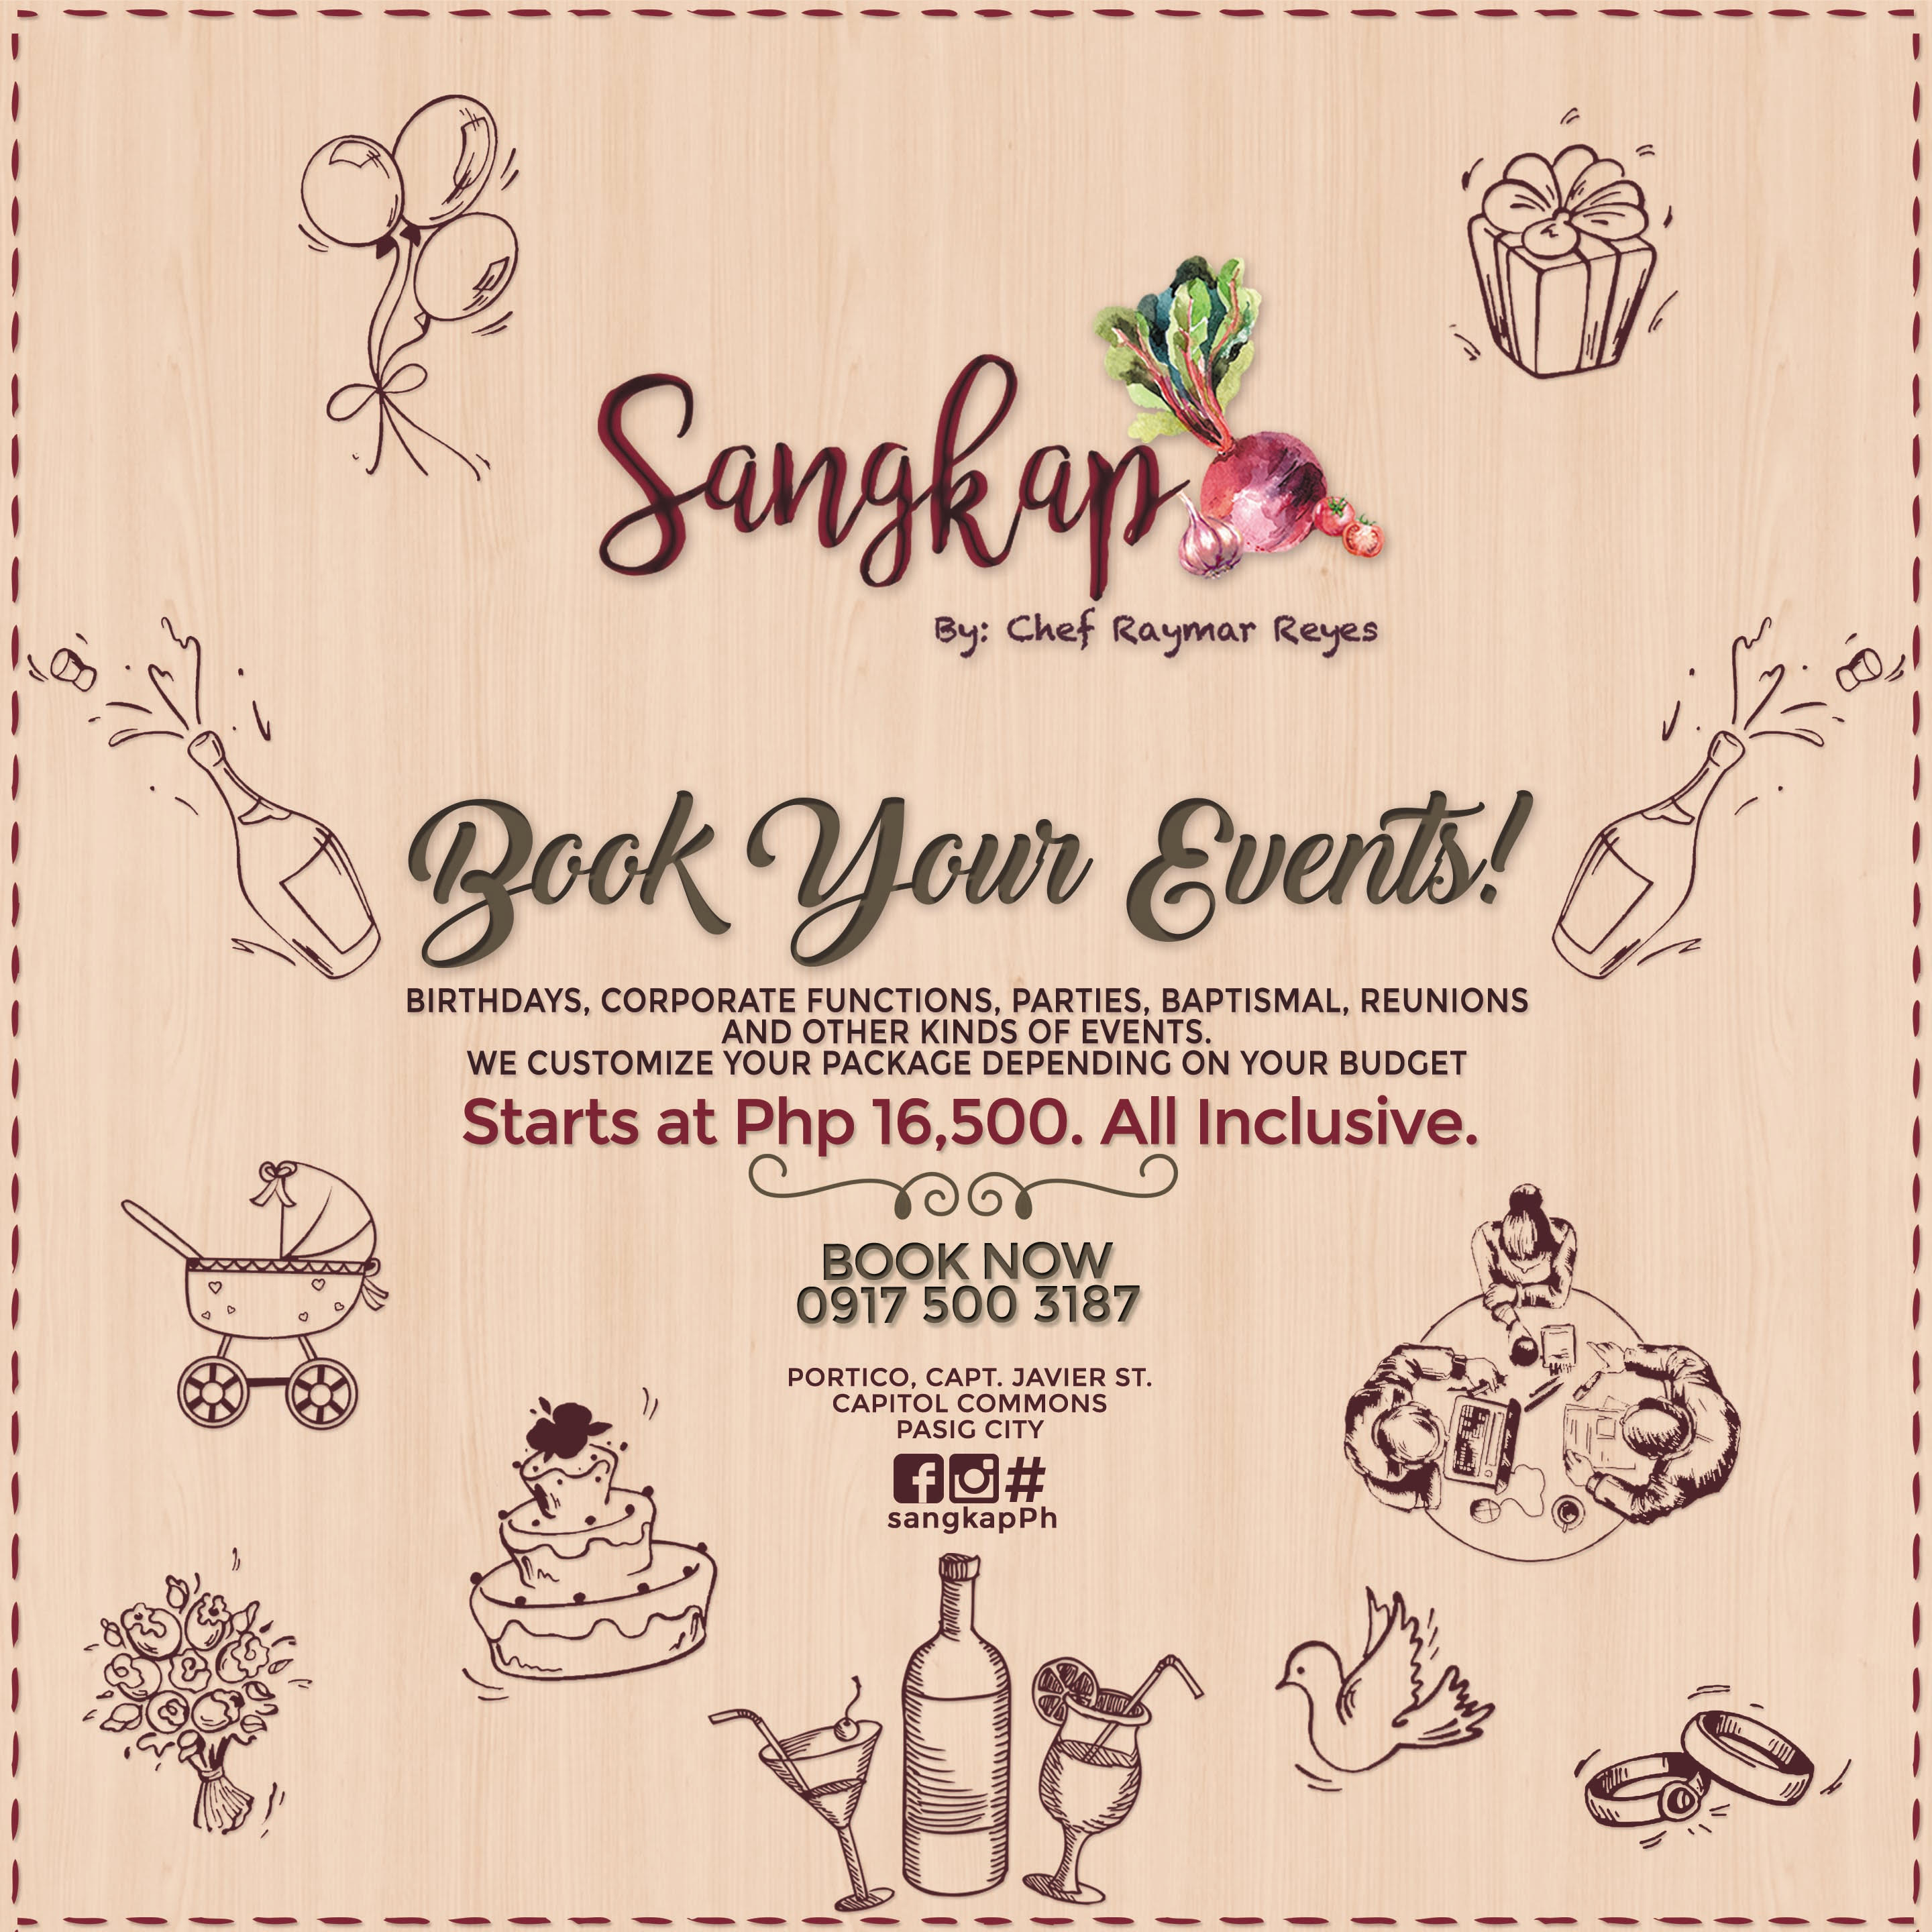 Sangkap
By: Chef Raymar Reyes
Book Your Events!
BIRTHDAYS, CORPORATE FUNCTIONS, PARTIES, BAPTISMAL, REUNIONS
AND OTHER KINDS OF EVENTS.
WE CUSTOMIZE YOUR PACKAGE DEPENDING ON YOUR BUDGET
Starts at Php 16,500. All Inclusive.
BOOK NOW
0917 500 3187
PORTICO, CAPT. JAVIER ST.
CAPITOL COMMONS
PASIG CITY
#
sangkapPh